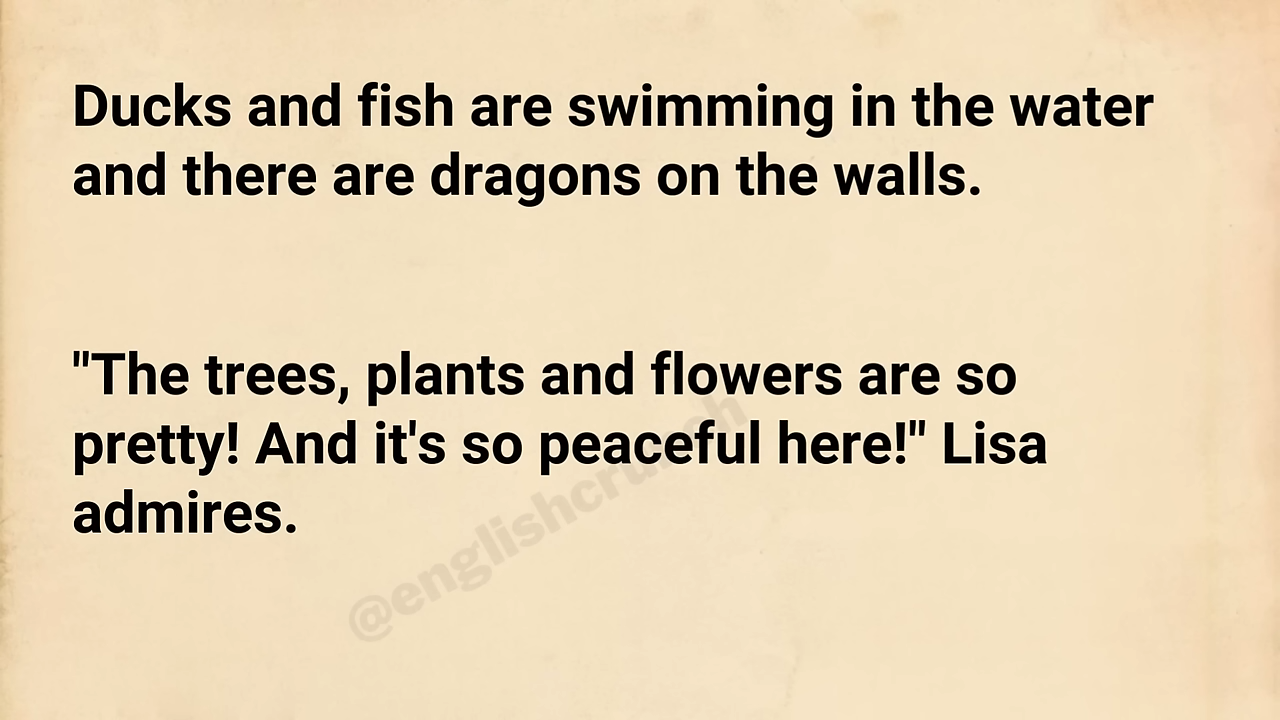 Ducks and fish are swimming in the water
and there are dragons on the walls.
"The trees, plants and flowers are so
pretty! And it's so peaceful here!" Lisa
admires.
@englishcrunch